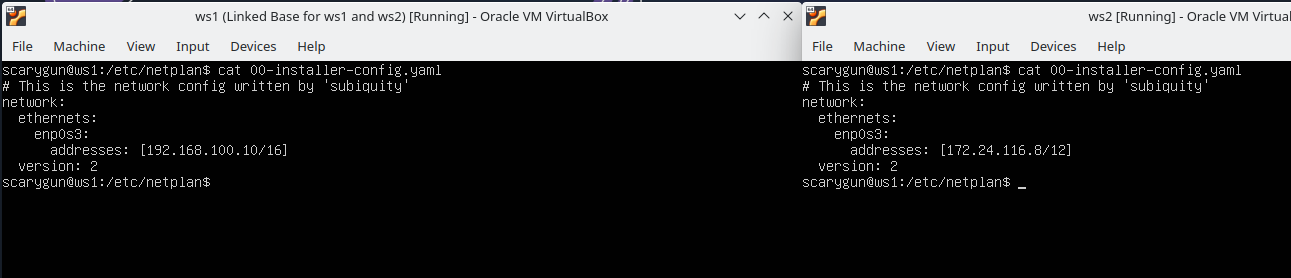 ws1 (Linked Base for ws1 and ws2) [Running] - Oracle VM VirtualBox
File Machine View Input Devices Help
scarygun@ws1:/etc/netplan$ cat 00-installer-config.yaml
# This is the network config written by 'subiquity'
network:
  ethernets:
    enp0s3:
      addresses: [192.168.100.10/16]
  version: 2
scarygun@ws1:/etc/netplan$
ws2 [Running] - Oracle VM Virtual
File Machine View Input Devices Help
scarygun@ws1:/etc/netplan$ cat 00-installer-config.yaml
# This is the network config written by 'subiquity'
network:
  ethernets:
    enp0s3:
      addresses: [172.24.116.8/12]
  version: 2
scarygun@ws1:/etc/netplan$ _